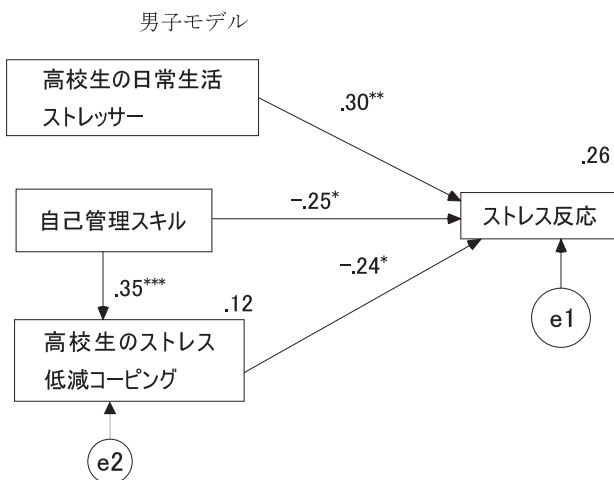 男子モデル
高校生の日常生活
ストレッサー
.30**
.26
自己管理スキル
-.25*
ストレス反応
.35***
-.24*
.12
高校生のストレス
低減コーピング
e1
e2